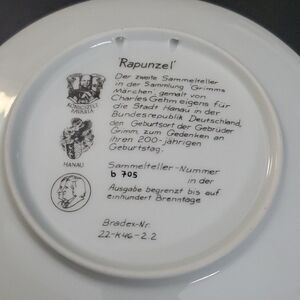 'Rapunzel'
Der zweite Sammelteller
in der Sammlung 'Grimms
Märchen', gemalt von
Charles Gehm eigens für
die Stadt Hanau in der
Bundesrepublik Deutschland,
den Geburtsort der Gebrüder
Grimm, zum Gedenken an
ihren 200-jährigen
Geburtstag.
KÖNIGSZELT
BAVARIA
HANAU
Sammelteller-Nummer
b 705
in der
Ausgabe begrenzt bis auf
einhundert Brenntage
Bradex-Nr.
22-K46-2.2